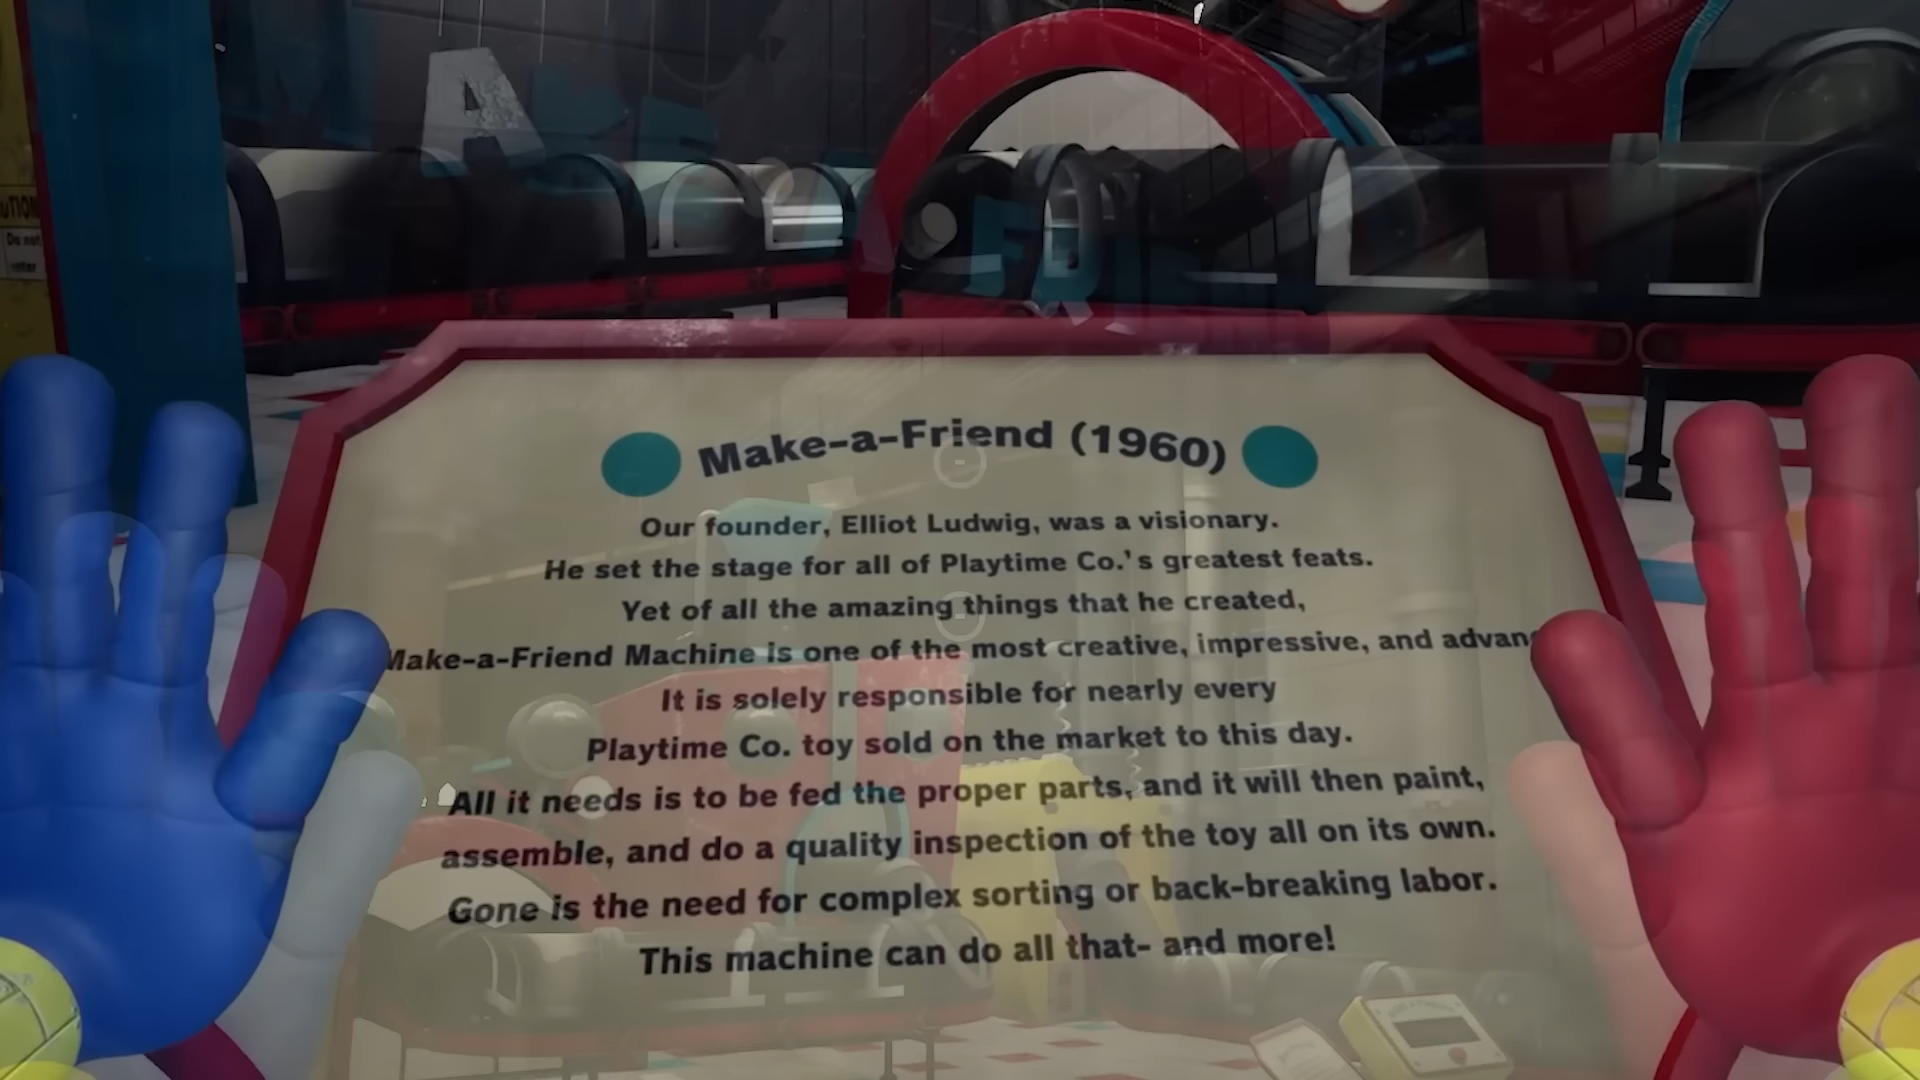 A
UTION
Do not
enter
Make-a-Friend (1960)
Our founder, Elliot Ludwig, was a visionary.
He set the stage for all of Playtime Co.'s greatest feats.
Yet of all the amazing things that he created,
Make-a-Friend Machine is one of the most creative, impressive, and advanc
It is solely responsible for nearly every
Playtime Co. toy sold on the market to this day.
All it needs is to be fed the proper parts, and it will then paint,
assemble, and do a quality inspection of the toy all on its own.
Gone is the need for complex sorting or back-breaking labor.
This machine can do all that- and more!